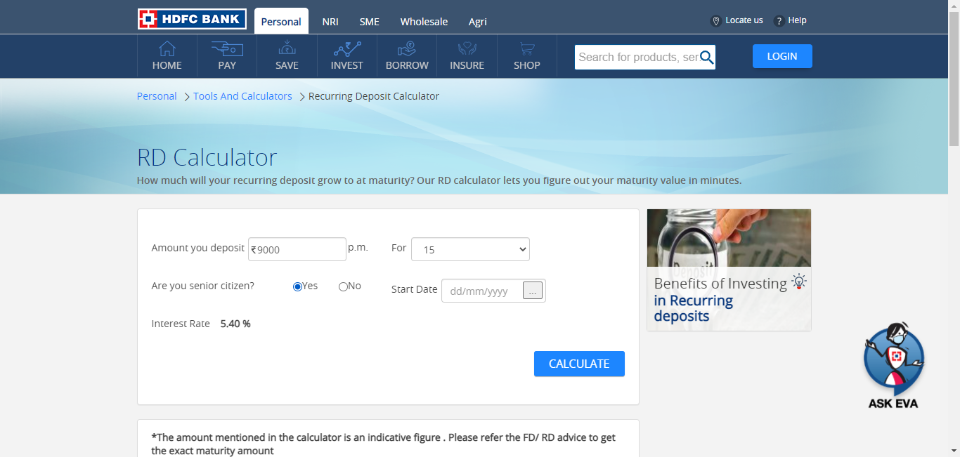 HDFC BANK
Personal NRI SME Wholesale Agri
Locate us ? Help
HOME PAY SAVE INVEST BORROW INSURE SHOP
Search for products, ser
LOGIN
Personal > Tools And Calculators > Recurring Deposit Calculator
RD Calculator
How much will your recurring deposit grow to at maturity? Our RD calculator lets you figure out your maturity value in minutes.
Amount you deposit ₹9000 p.m. For 15
Are you senior citizen? Yes No Start Date dd/mm/yyyy ...
Interest Rate 5.40 %
CALCULATE
Benefits of Investing
in Recurring
deposits
ASK EVA
*The amount mentioned in the calculator is an indicative figure . Please refer the FD/ RD advice to get
the exact maturity amount